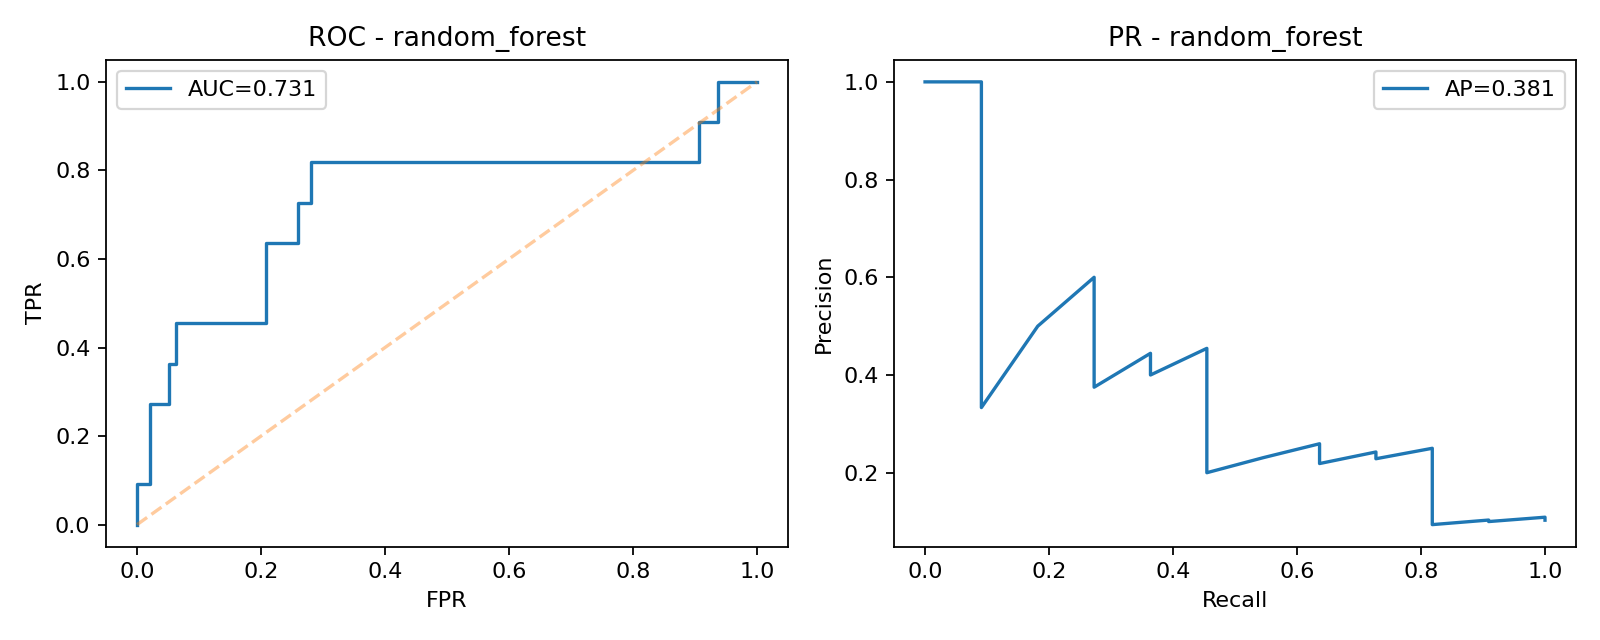 ROC - random_forest
AUC=0.731
TPR
1.0
0.8
0.6
0.4
0.2
0.0
0.0 0.2 0.4 0.6 0.8 1.0
FPR
PR - random_forest
AP=0.381
Precision
1.0
0.8
0.6
0.4
0.2
0.0 0.2 0.4 0.6 0.8 1.0
Recall